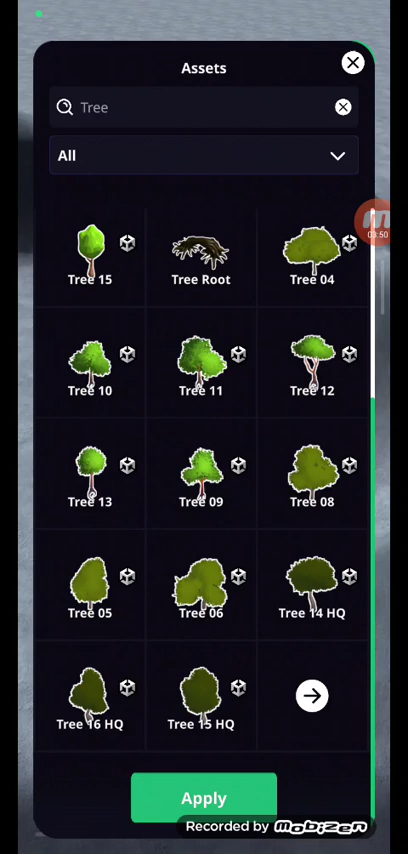 Assets
Tree
All
03:50
Tree 15
Tree Root
Tree 04
Tree 10
Tree 11
Tree 12
Tree 13
Tree 09
Tree 08
Tree 05
Tree 06
Tree 14 HQ
Tree 16 HQ
Tree 15 HQ
Apply
Recorded by Mobizen